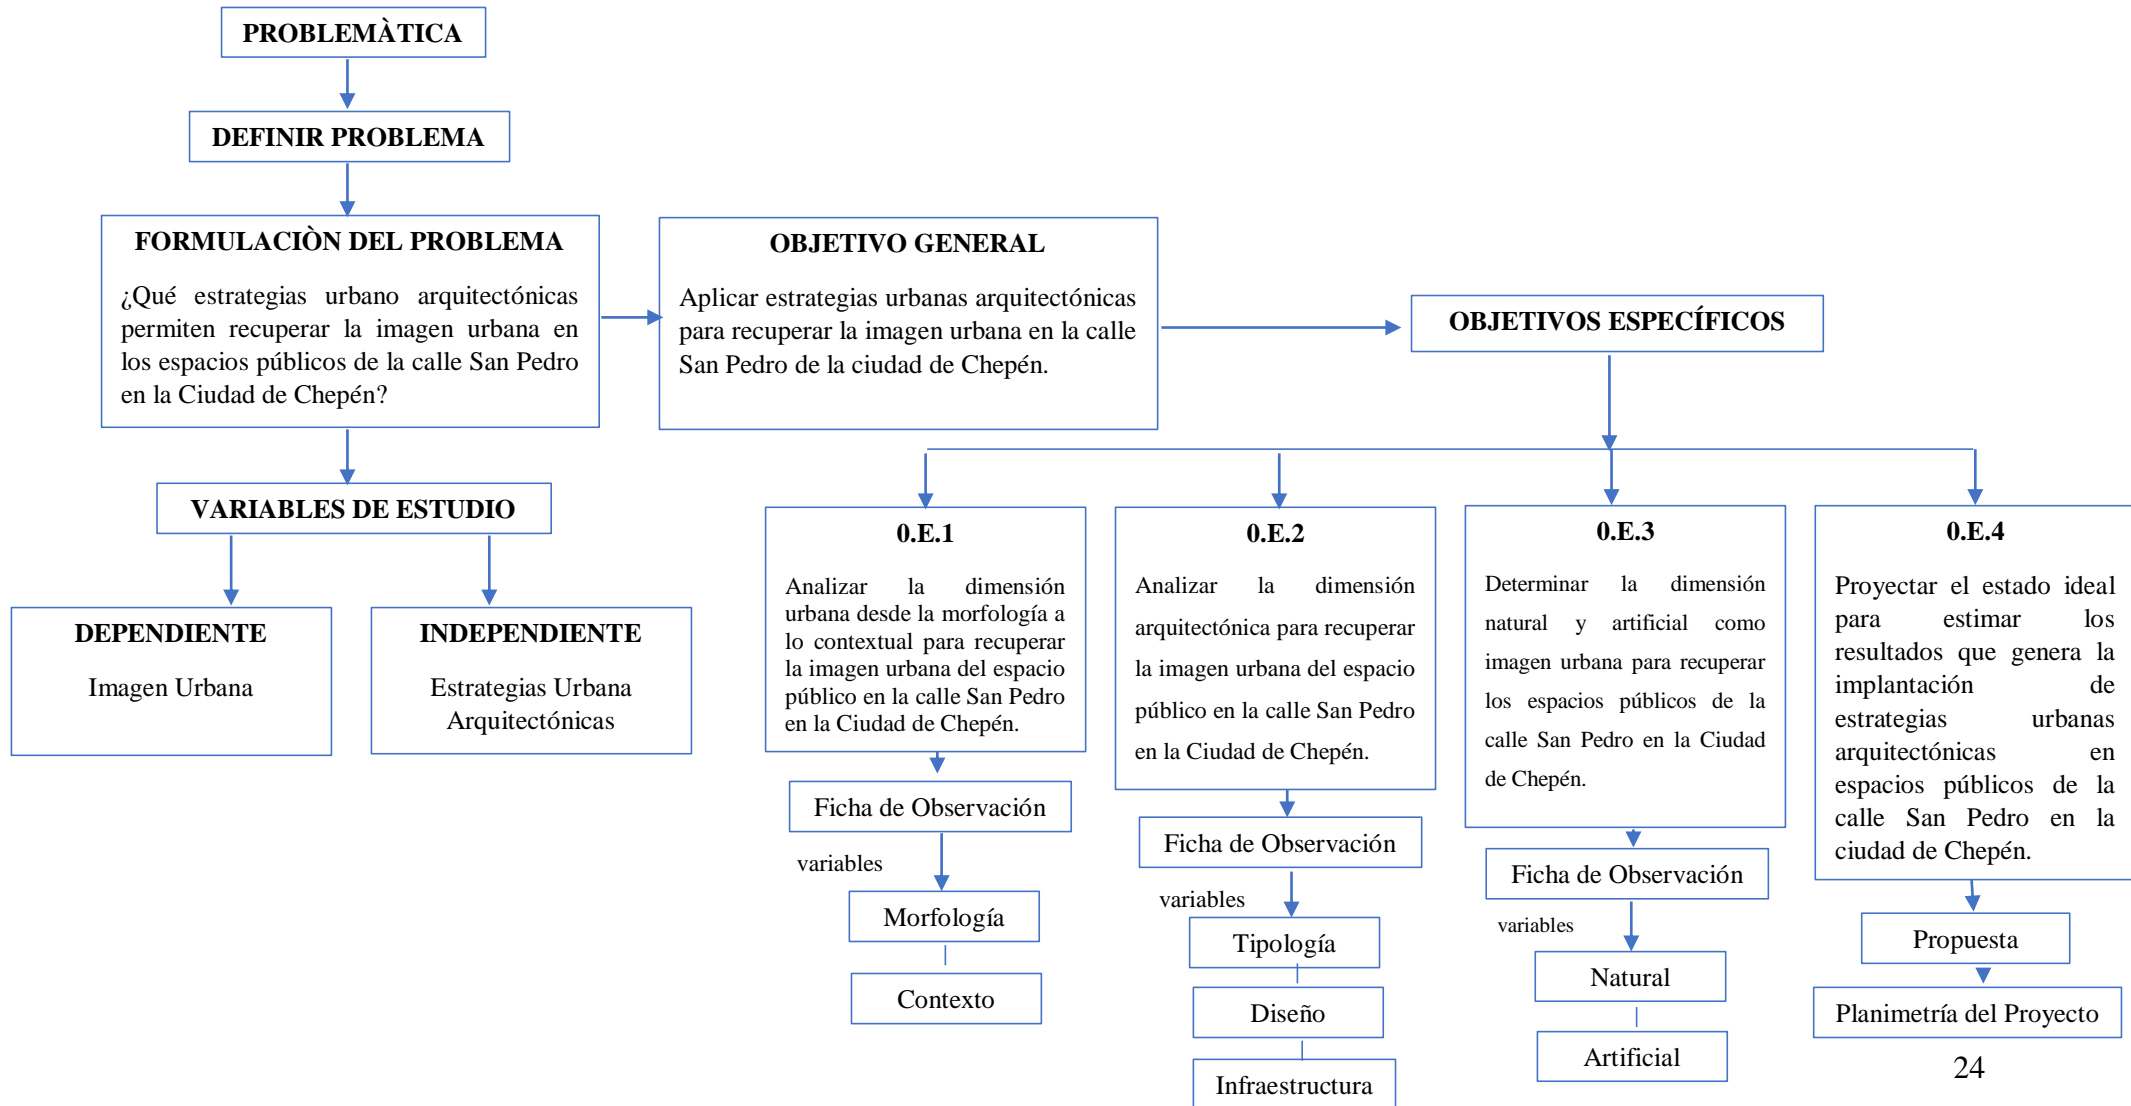 PROBLEMÀTICA
DEFINIR PROBLEMA
FORMULACIÒN DEL PROBLEMA
¿Qué estrategias urbano arquitectónicas
permiten recuperar la imagen urbana en
los espacios públicos de la calle San Pedro
en la Ciudad de Chepén?
OBJETIVO GENERAL
Aplicar estrategias urbanas arquitectónicas
para recuperar la imagen urbana en la calle
San Pedro de la ciudad de Chepén.
OBJETIVOS ESPECÍFICOS
VARIABLES DE ESTUDIO
DEPENDIENTE
Imagen Urbana
INDEPENDIENTE
Estrategias Urbana
Arquitectónicas
0.E.1
Analizar la dimensión
urbana desde la morfología a
lo contextual para recuperar
la imagen urbana del espacio
público en la calle San Pedro
en la Ciudad de Chepén.
Ficha de Observación
variables
Morfología
Contexto
0.E.2
Analizar la dimensión
arquitectónica para recuperar
la imagen urbana del espacio
público en la calle San Pedro
en la Ciudad de Chepén.
Ficha de Observación
variables
Tipología
Diseño
Infraestructura
0.E.3
Determinar la dimensión
natural y artificial como
imagen urbana para recuperar
los espacios públicos de la
calle San Pedro en la Ciudad
de Chepén.
Ficha de Observación
variables
Natural
Artificial
0.E.4
Proyectar el estado ideal
para estimar los
resultados que genera la
implantación de
estrategias urbanas
arquitectónicas en
espacios públicos de la
calle San Pedro en la
ciudad de Chepén.
Propuesta
Planimetría del Proyecto
24